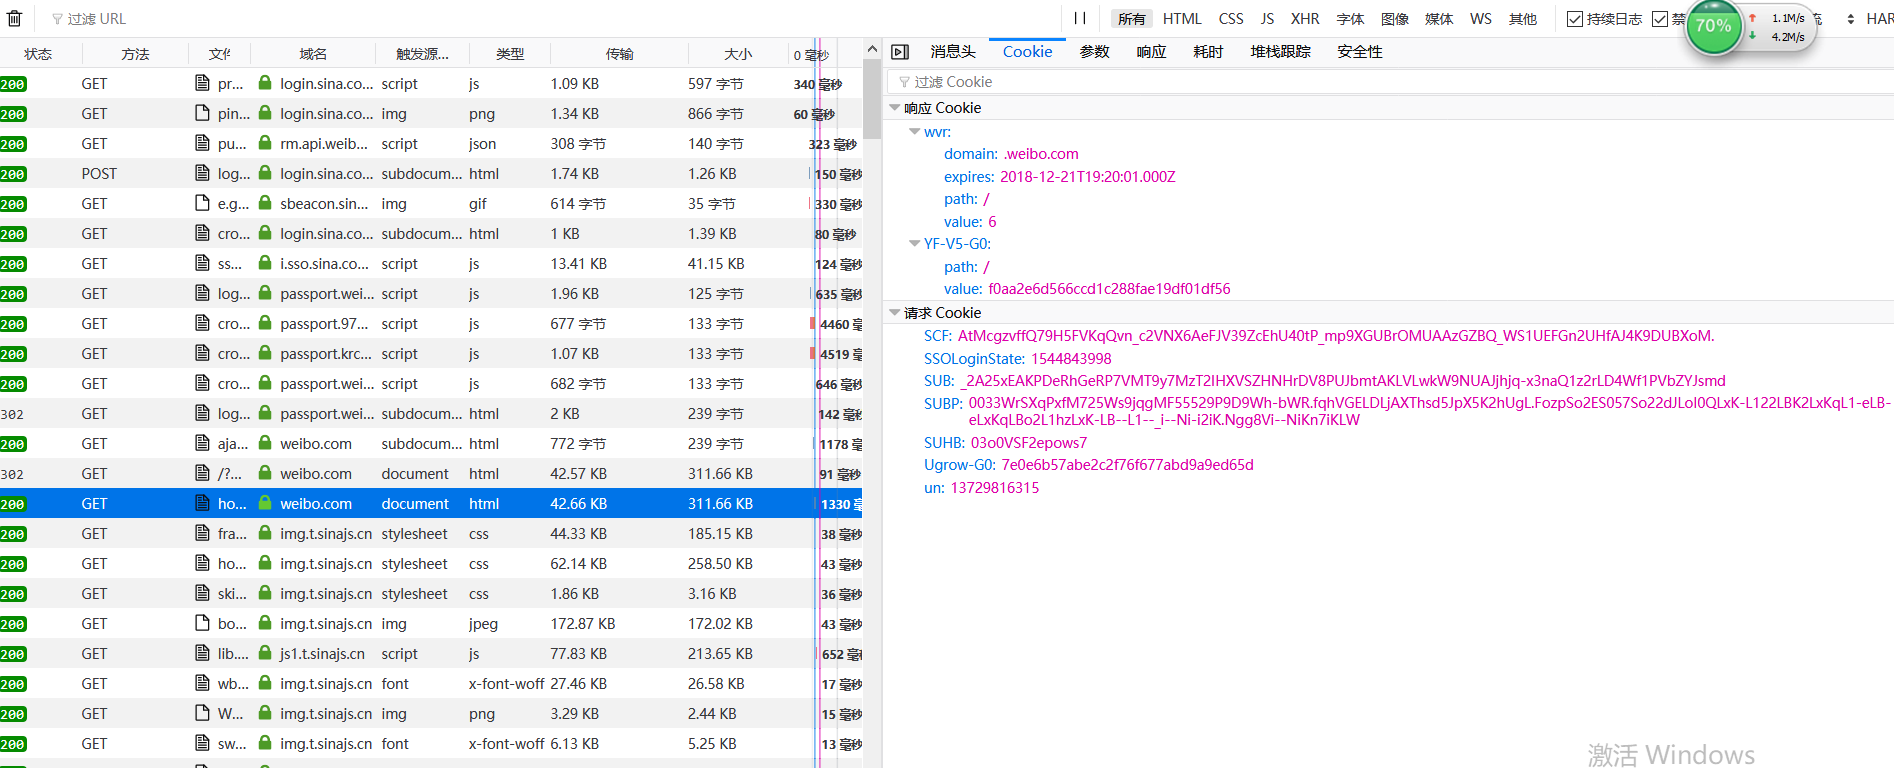 过滤 URL
所有 HTML CSS JS XHR 字体 图像 媒体 WS 其他
持续日志 禁 流 HAR
70% 1.1M/s
4.2M/s
状态 方法 文件 域名 触发源... 类型 传输 大小 0 毫秒
200 GET pr... login.sina.co... script js 1.09 KB 597 字节 340 毫秒
200 GET pin... login.sina.co... img png 1.34 KB 866 字节 60 毫秒
200 GET pu... rm.api.weib... script json 308 字节 140 字节 323 毫秒
200 POST log... login.sina.co... subdocum... html 1.74 KB 1.26 KB 150 毫秒
200 GET e.g... sbeacon.sin... img gif 614 字节 35 字节 330 毫秒
200 GET cro... login.sina.co... subdocum... html 1 KB 1.39 KB 80 毫秒
200 GET ss... i.sso.sina.co... script js 13.41 KB 41.15 KB 124 毫秒
200 GET log... passport.wei... script js 1.96 KB 125 字节 635 毫秒
200 GET cro... passport.97... script js 677 字节 133 字节 4460 毫
200 GET cro... passport.krc... script js 1.07 KB 133 字节 4519 毫
200 GET cro... passport.wei... script js 682 字节 133 字节 646 毫秒
302 GET log... passport.wei... subdocum... html 2 KB 239 字节 142 毫秒
200 GET aja... weibo.com subdocum... html 772 字节 239 字节 1178 毫
302 GET /?... weibo.com document html 42.57 KB 311.66 KB 91 毫秒
200 GET ho... weibo.com document html 42.66 KB 311.66 KB 1330 毫
200 GET fra... img.t.sinajs.cn stylesheet css 44.33 KB 185.15 KB 38 毫秒
200 GET ho... img.t.sinajs.cn stylesheet css 62.14 KB 258.50 KB 43 毫秒
200 GET ski... img.t.sinajs.cn stylesheet css 1.86 KB 3.16 KB 36 毫秒
200 GET bo... img.t.sinajs.cn img jpeg 172.87 KB 172.02 KB 43 毫秒
200 GET lib.... js1.t.sinajs.cn script js 77.83 KB 213.65 KB 652 毫
200 GET wb... img.t.sinajs.cn font x-font-woff 27.46 KB 26.58 KB 17 毫秒
200 GET W... img.t.sinajs.cn img png 3.29 KB 2.44 KB 15 毫秒
200 GET sw... img.t.sinajs.cn font x-font-woff 6.13 KB 5.25 KB 13 毫秒
消息头 Cookie 参数 响应 耗时 堆栈跟踪 安全性
过滤 Cookie
响应 Cookie
wvr:
domain: .weibo.com
expires: 2018-12-21T19:20:01.000Z
path: /
value: 6
YF-V5-G0:
path: /
value: f0aa2e6d566ccd1c288fae19df01df56
请求 Cookie
SCF: AtMcgzvffQ79H5FVKqQvn_c2VNX6AeFJV39ZcEhU40tP_mp9XGUBrOMUAAzGZBQ_WS1UEFGn2UHfAJ4K9DUBXoM.
SSOLoginState: 1544843998
SUB: _2A25xEAKPDeRhGeRP7VMT9y7MzT2IHXVSZHNHrDV8PUJbmtAKLVLwkW9NUAJjhjq-x3naQ1z2rLD4Wf1PVbZYJsmd
SUBP: 0033WrSXqPxfM725Ws9jqgMF55529P9D9Wh-bWR.fqhVGELDLjAXThsd5JpX5K2hUgL.FozpSo2ES057So22dJLoI0QLxK-L122LBK2LxKqL1-eLB-
eLxKqLBo2L1hzLxK-LB--L1--_i--Ni-i2iK.Ngg8Vi--NiKn7iKLW
SUHB: 03o0VSF2epows7
Ugrow-G0: 7e0e6b57abe2c2f76f677abd9a9ed65d
un: 13729816315
激活 Windows